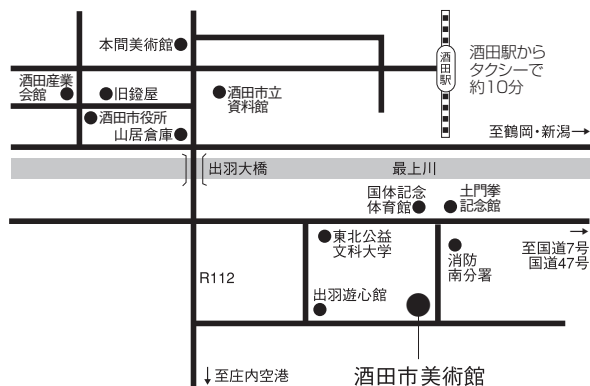 本間美術館
酒田駅
酒田駅から
タクシーで
約10分
酒田産業
会館
旧鐙屋
酒田市立
資料館
酒田市役所
山居倉庫
至鶴岡・新潟
出羽大橋
最上川
国体記念
体育館
土門拳
記念館
東北公益
文科大学
消防
南分署
至国道7号
国道47号
R112
出羽遊心館
酒田市美術館
至庄内空港